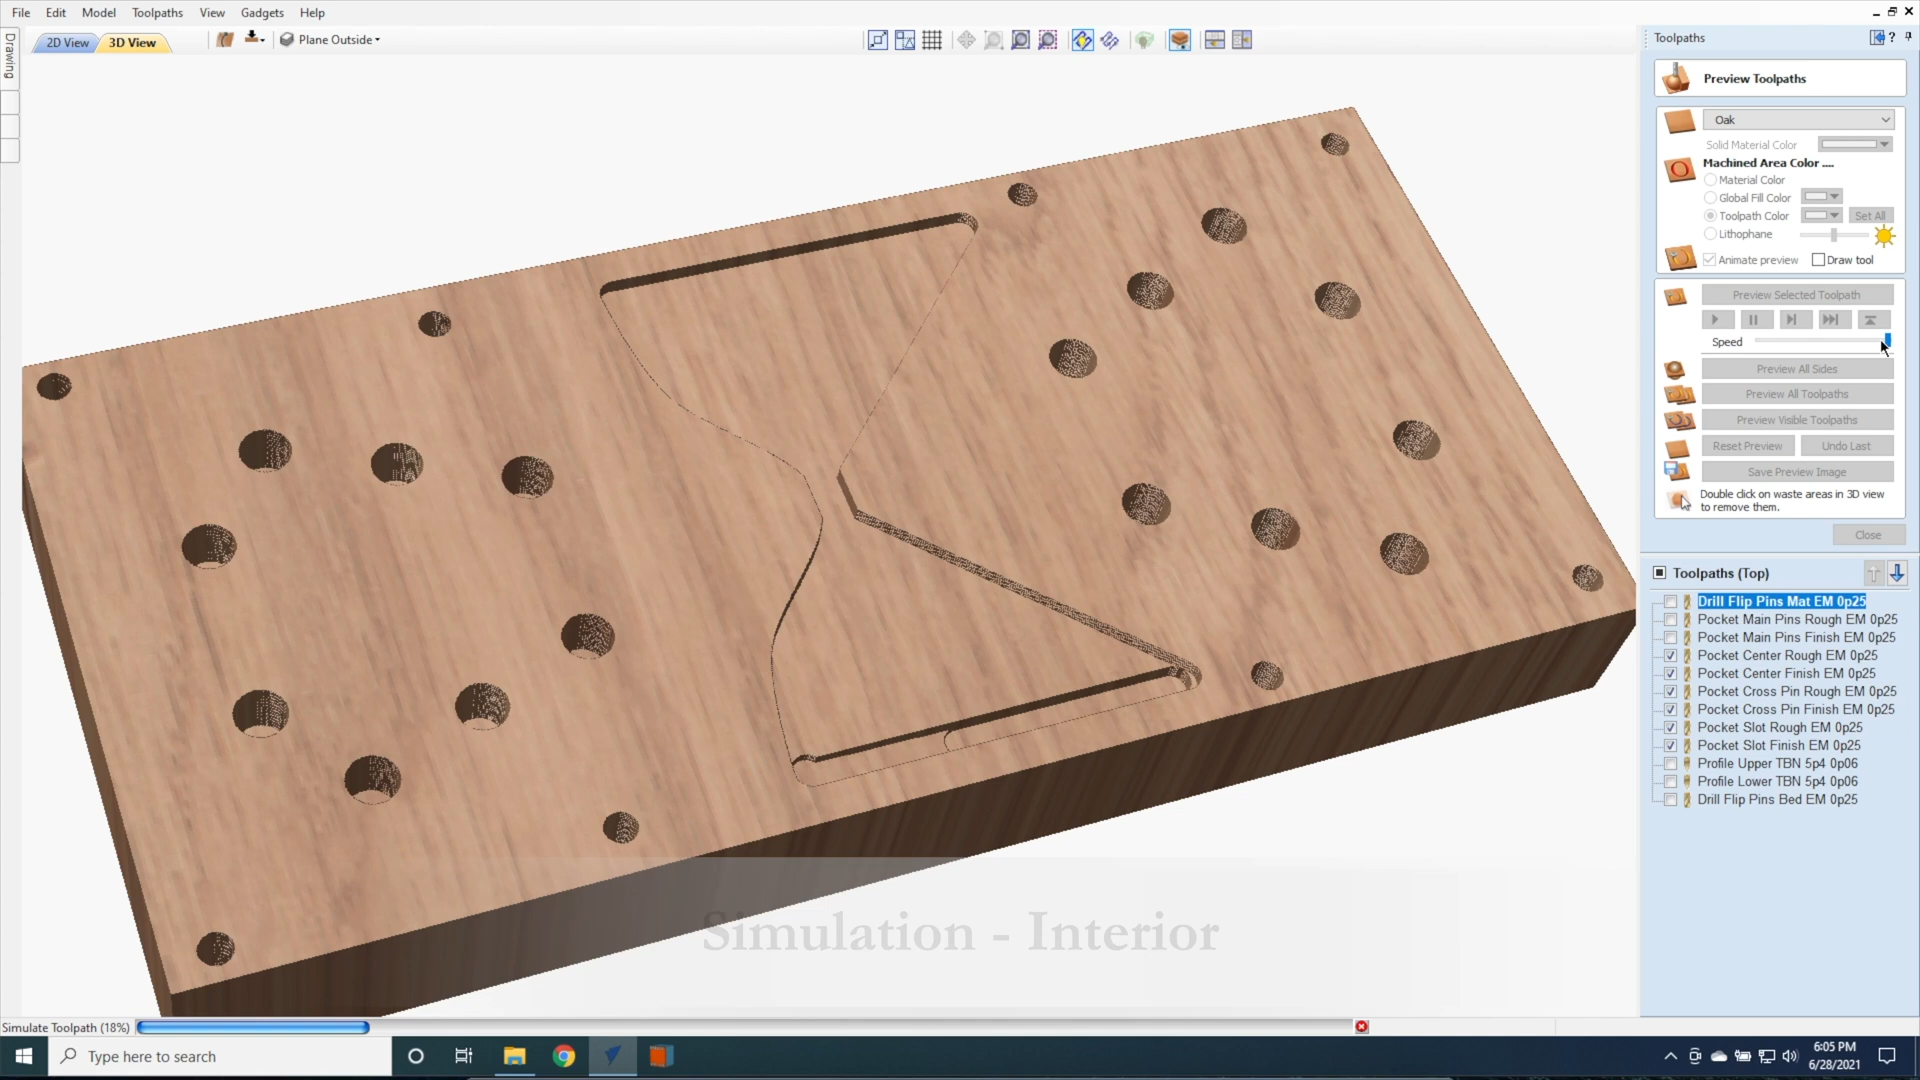 File Edit Model Toolpaths View Gadgets Help
Drawing
2D View 3D View
Plane Outside
Toolpaths
?
Preview Toolpaths
Oak
Solid Material Color
Machined Area Color ....
Material Color
Global Fill Color
Toolpath Color Set All
Lithophane
Animate preview Draw tool
Preview Selected Toolpath
Speed
Preview All Sides
Preview All Toolpaths
Preview Visible Toolpaths
Reset Preview Undo Last
Save Preview Image
Double click on waste areas in 3D view
to remove them.
Close
Toolpaths (Top)
Drill Flip Pins Mat EM 0p25
Pocket Main Pins Rough EM 0p25
Pocket Main Pins Finish EM 0p25
Pocket Center Rough EM 0p25
Pocket Center Finish EM 0p25
Pocket Cross Pin Rough EM 0p25
Pocket Cross Pin Finish EM 0p25
Pocket Slot Rough EM 0p25
Pocket Slot Finish EM 0p25
Profile Upper TBN 5p4 0p06
Profile Lower TBN 5p4 0p06
Drill Flip Pins Bed EM 0p25
Simulation - Interior
Simulate Toolpath (18%)
Type here to search
6:05 PM
6/28/2021